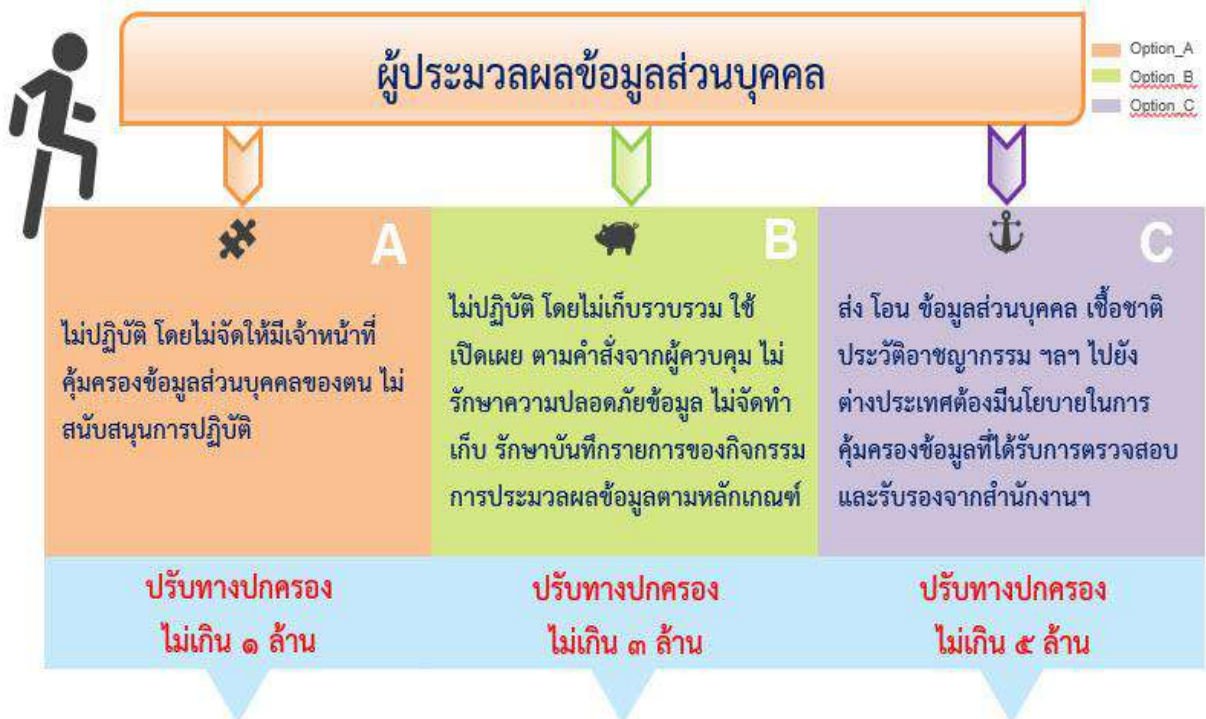 ผู้ประมวลผลข้อมูลส่วนบุคคล
Option_A
Option_B
Option_C
A
ไม่ปฏิบัติ โดยไม่จัดให้มีเจ้าหน้าที่
คุ้มครองข้อมูลส่วนบุคคลของตน ไม่
สนับสนุนการปฏิบัติ
ปรับทางปกครอง
ไม่เกิน ๑ ล้าน
B
ไม่ปฏิบัติ โดยไม่เก็บรวบรวม ใช้
เปิดเผย ตามคำสั่งจากผู้ควบคุม ไม่
รักษาความปลอดภัยข้อมูล ไม่จัดทำ
เก็บ รักษาบันทึกรายการของกิจกรรม
การประมวลผลข้อมูลตามหลักเกณฑ์
ปรับทางปกครอง
ไม่เกิน ๓ ล้าน
C
ส่ง โอน ข้อมูลส่วนบุคคล เชื้อชาติ
ประวัติอาชญากรรม ฯลฯ ไปยัง
ต่างประเทศต้องมีนโยบายในการ
คุ้มครองข้อมูลที่ได้รับการตรวจสอบ
และรับรองจากสำนักงานฯ
ปรับทางปกครอง
ไม่เกิน ๕ ล้าน